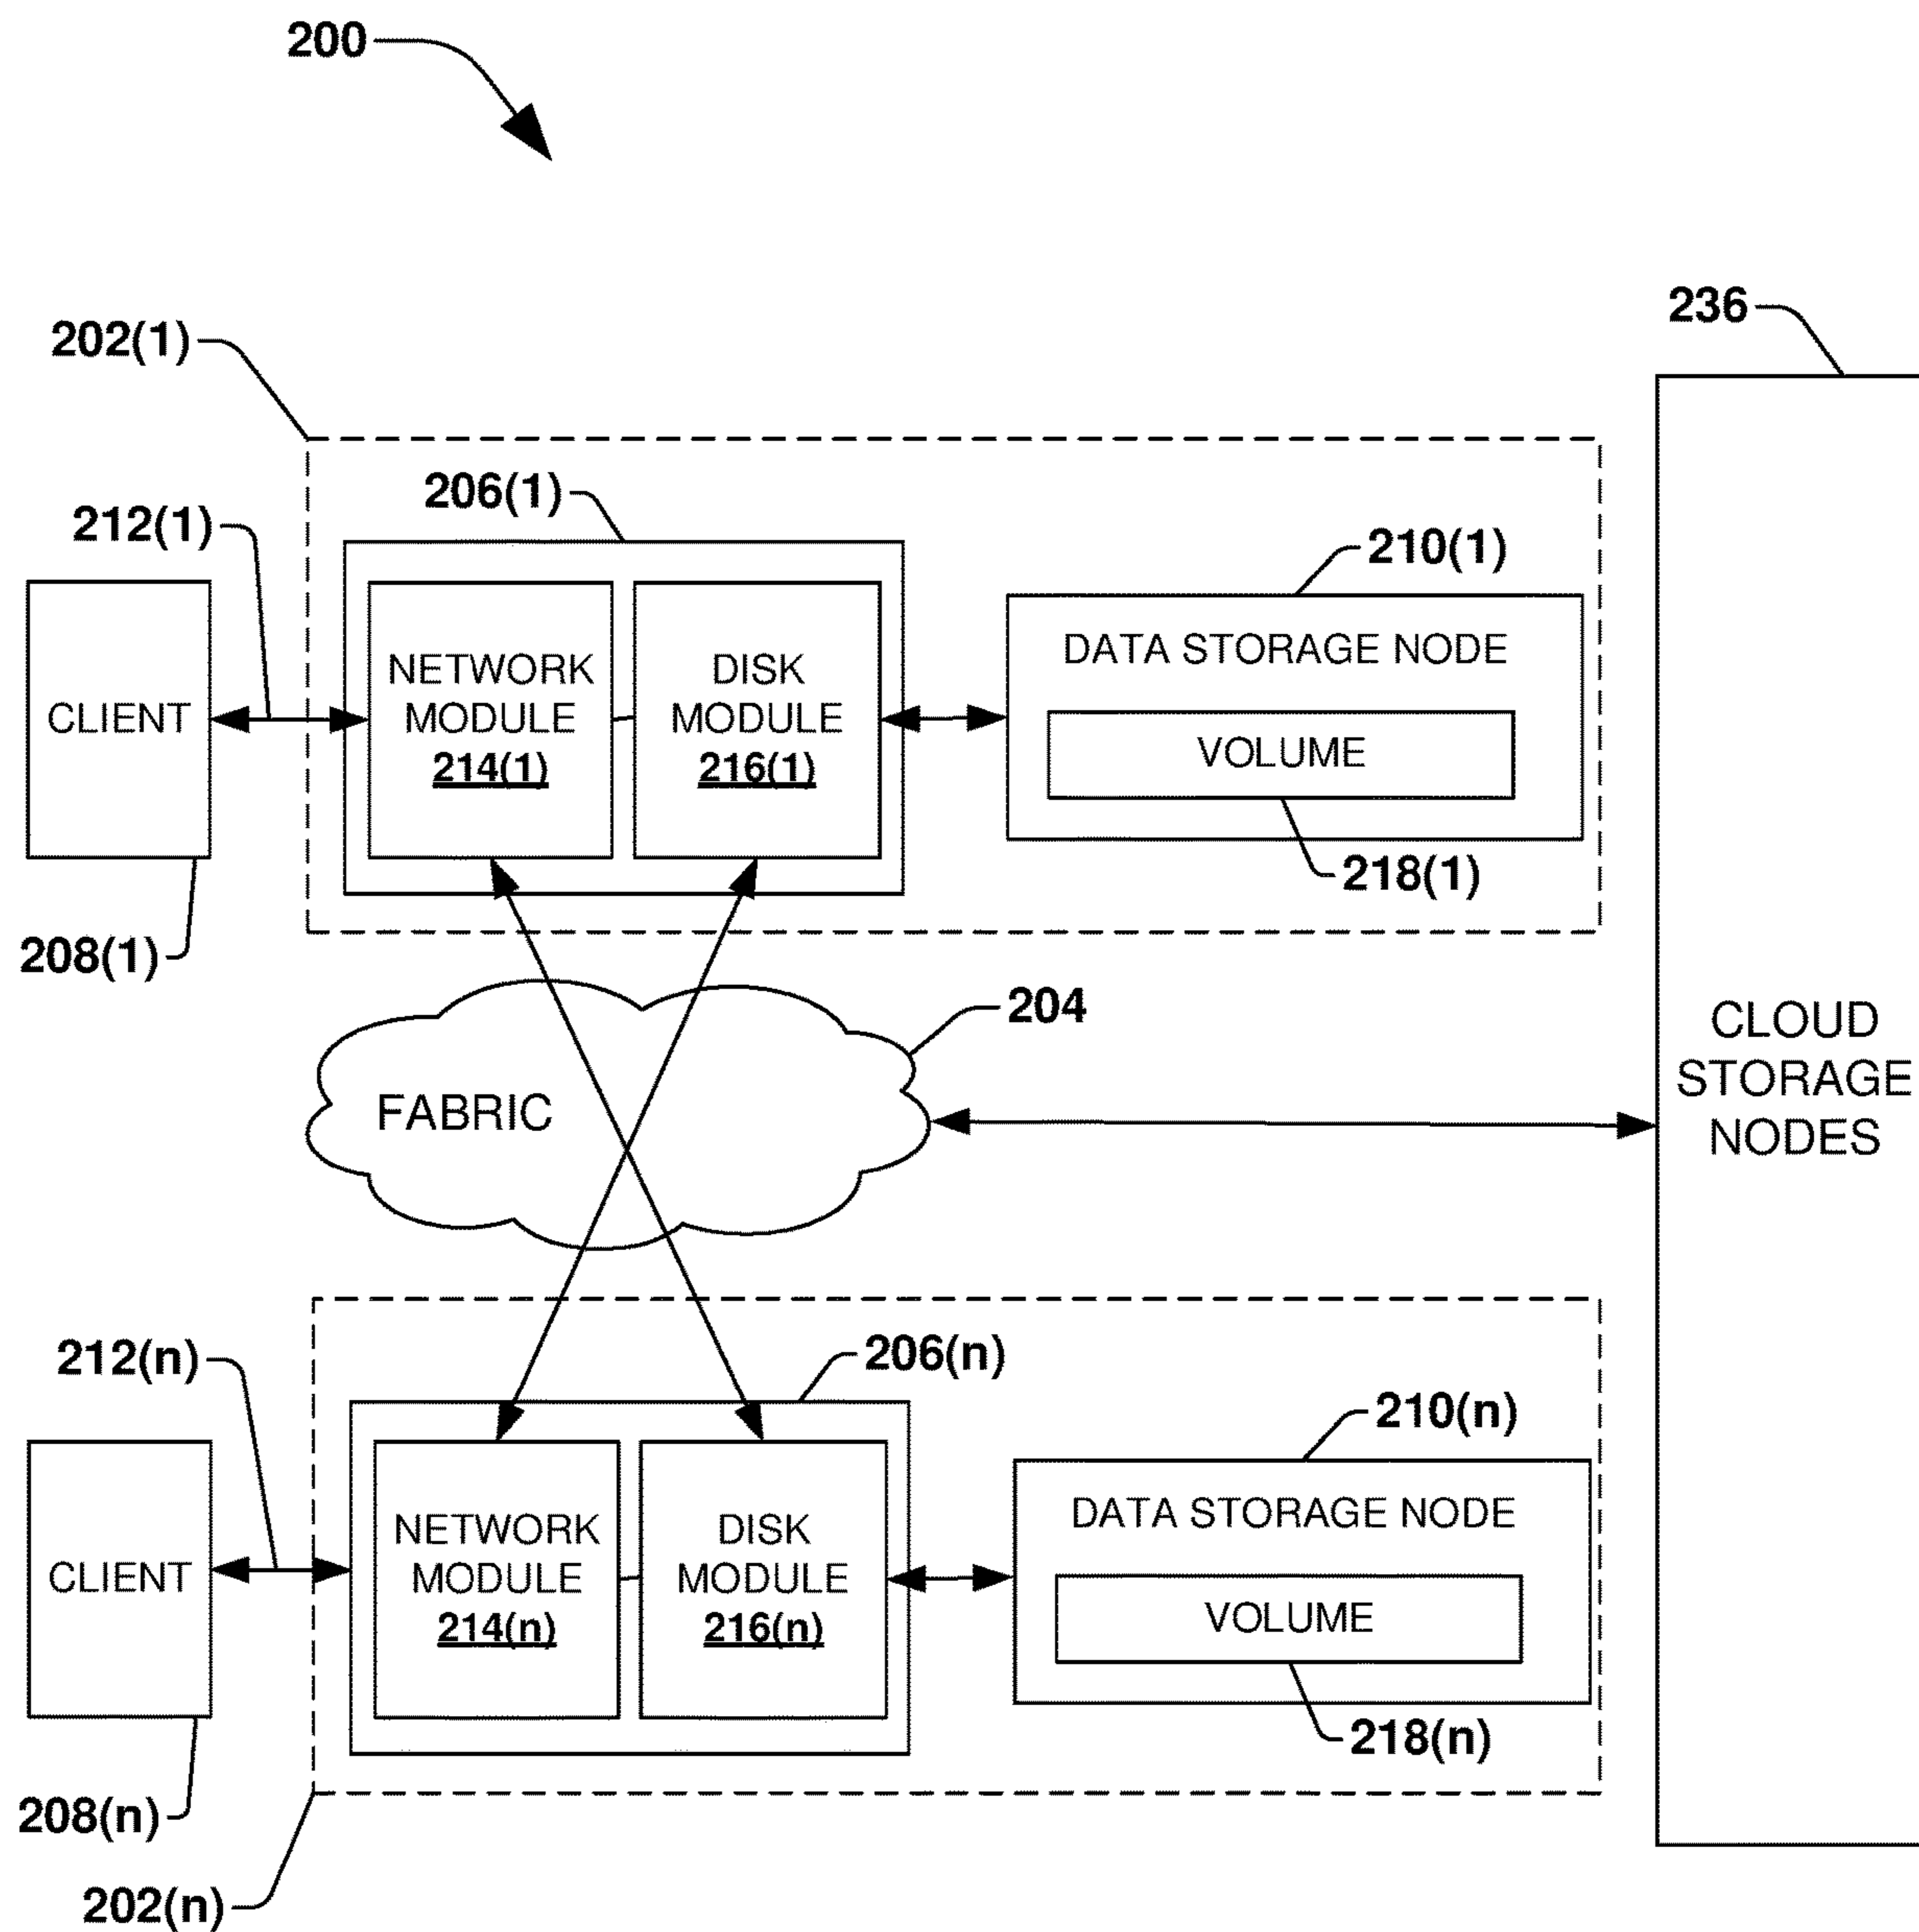 200
236
202(1)
206(1)
212(1)
210(1)
DATA STORAGE NODE
NETWORK
MODULE
214(1)
DISK
MODULE
216(1)
CLIENT
VOLUME
218(1)
208(1)
204
FABRIC
CLOUD
STORAGE
NODES
212(n)
206(n)
210(n)
DATA STORAGE NODE
NETWORK
MODULE
214(n)
DISK
MODULE
216(n)
CLIENT
VOLUME
218(n)
208(n)
202(n)